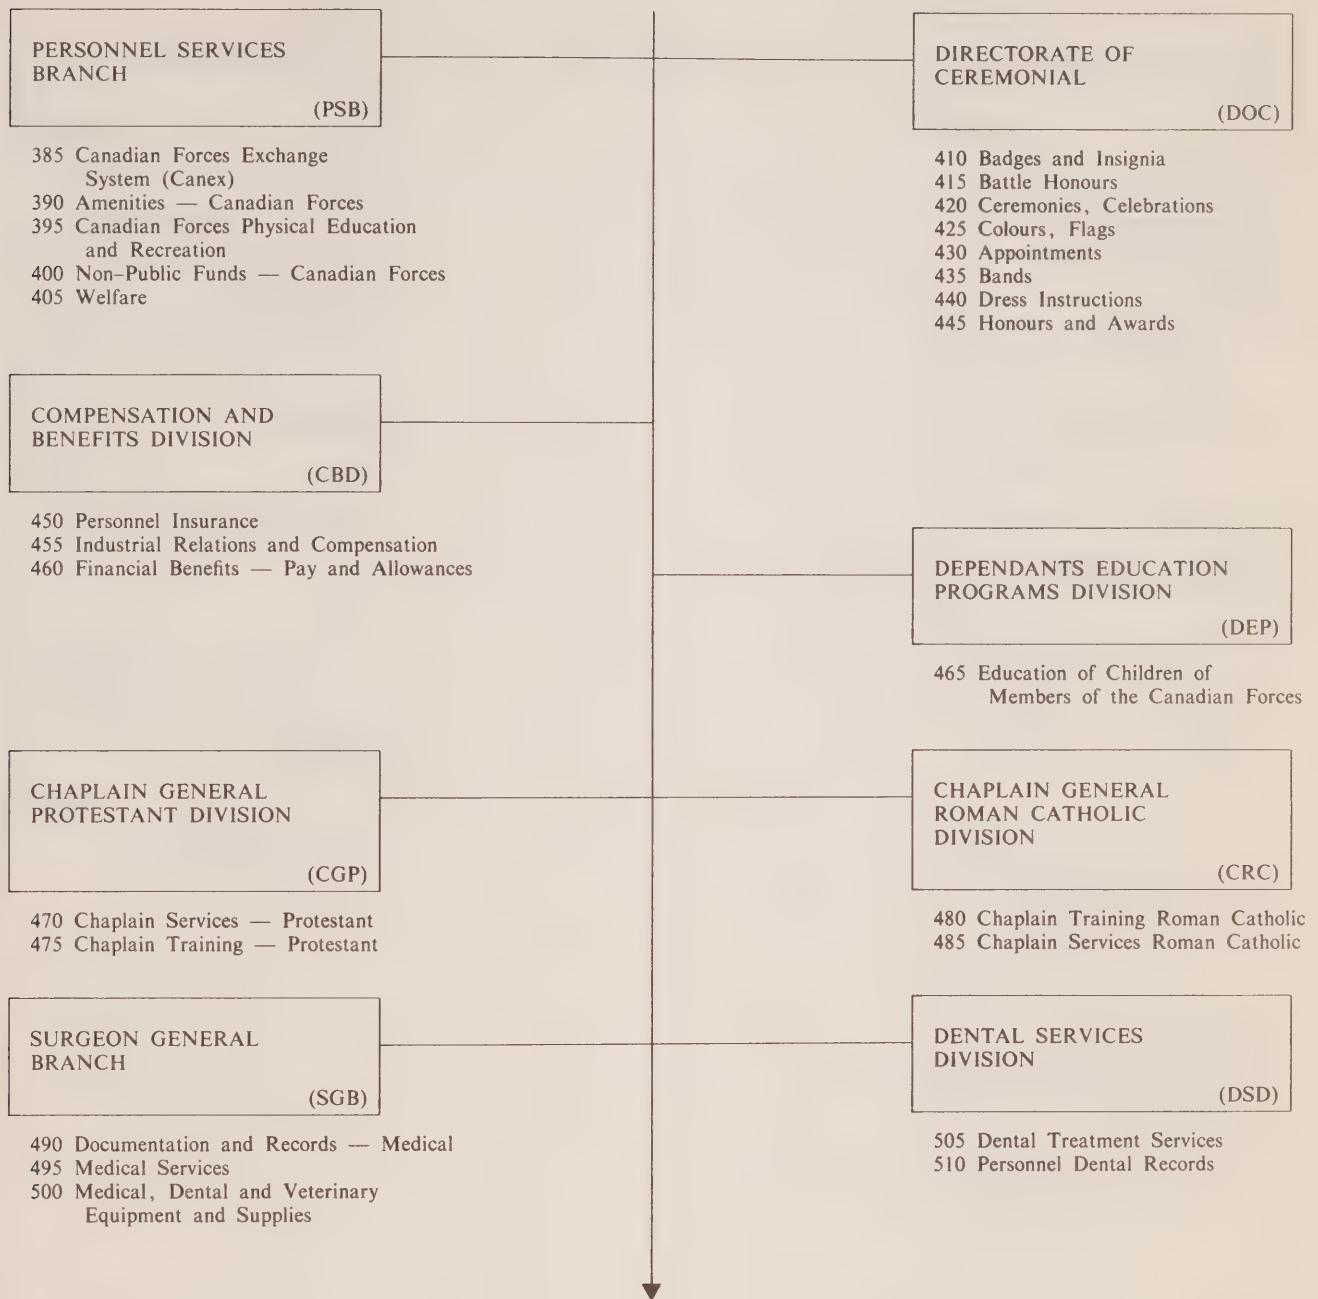 PERSONNEL SERVICES
BRANCH
(PSB)
385 Canadian Forces Exchange
System (Canex)
390 Amenities — Canadian Forces
395 Canadian Forces Physical Education
and Recreation
400 Non-Public Funds — Canadian Forces
405 Welfare
DIRECTORATE OF
CEREMONIAL
(DOC)
410 Badges and Insignia
415 Battle Honours
420 Ceremonies, Celebrations
425 Colours, Flags
430 Appointments
435 Bands
440 Dress Instructions
445 Honours and Awards
COMPENSATION AND
BENEFITS DIVISION
(CBD)
450 Personnel Insurance
455 Industrial Relations and Compensation
460 Financial Benefits — Pay and Allowances
DEPENDANTS EDUCATION
PROGRAMS DIVISION
(DEP)
465 Education of Children of
Members of the Canadian Forces
CHAPLAIN GENERAL
PROTESTANT DIVISION
(CGP)
470 Chaplain Services — Protestant
475 Chaplain Training — Protestant
CHAPLAIN GENERAL
ROMAN CATHOLIC
DIVISION
(CRC)
480 Chaplain Training Roman Catholic
485 Chaplain Services Roman Catholic
SURGEON GENERAL
BRANCH
(SGB)
490 Documentation and Records — Medical
495 Medical Services
500 Medical, Dental and Veterinary
Equipment and Supplies
DENTAL SERVICES
DIVISION
(DSD)
505 Dental Treatment Services
510 Personnel Dental Records